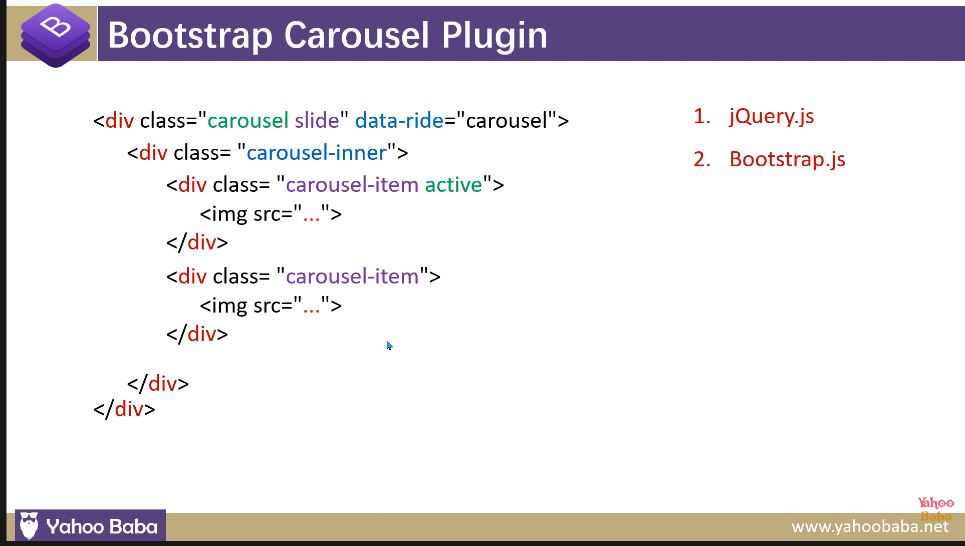 B
Bootstrap Carousel Plugin
<div class="carousel slide" data-ride="carousel">
<div class= "carousel-inner">
<div class= "carousel-item active">
<img src="...">
</div>
<div class= "carousel-item">
<img src="...">
</div>
</div>
</div>
1. jQuery.js
2. Bootstrap.js
Yahoo Baba
Yahoo
Baba
www.yahoobaba.net